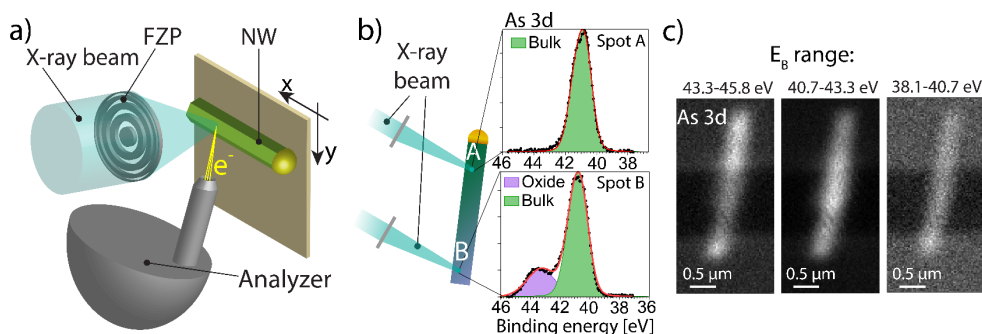 a)
FZP
X-ray beam
NW
x
y
e-
Analyzer
b)
As 3d
X-ray
beam
A
B
Bulk
Spot A
46 44 42 40 38
Oxide
Bulk
Spot B
46 44 42 40 38 36
Binding energy [eV]
c)
E_B range:
43.3-45.8 eV 40.7-43.3 eV 38.1-40.7 eV
As 3d
0.5 µm 0.5 µm 0.5 µm